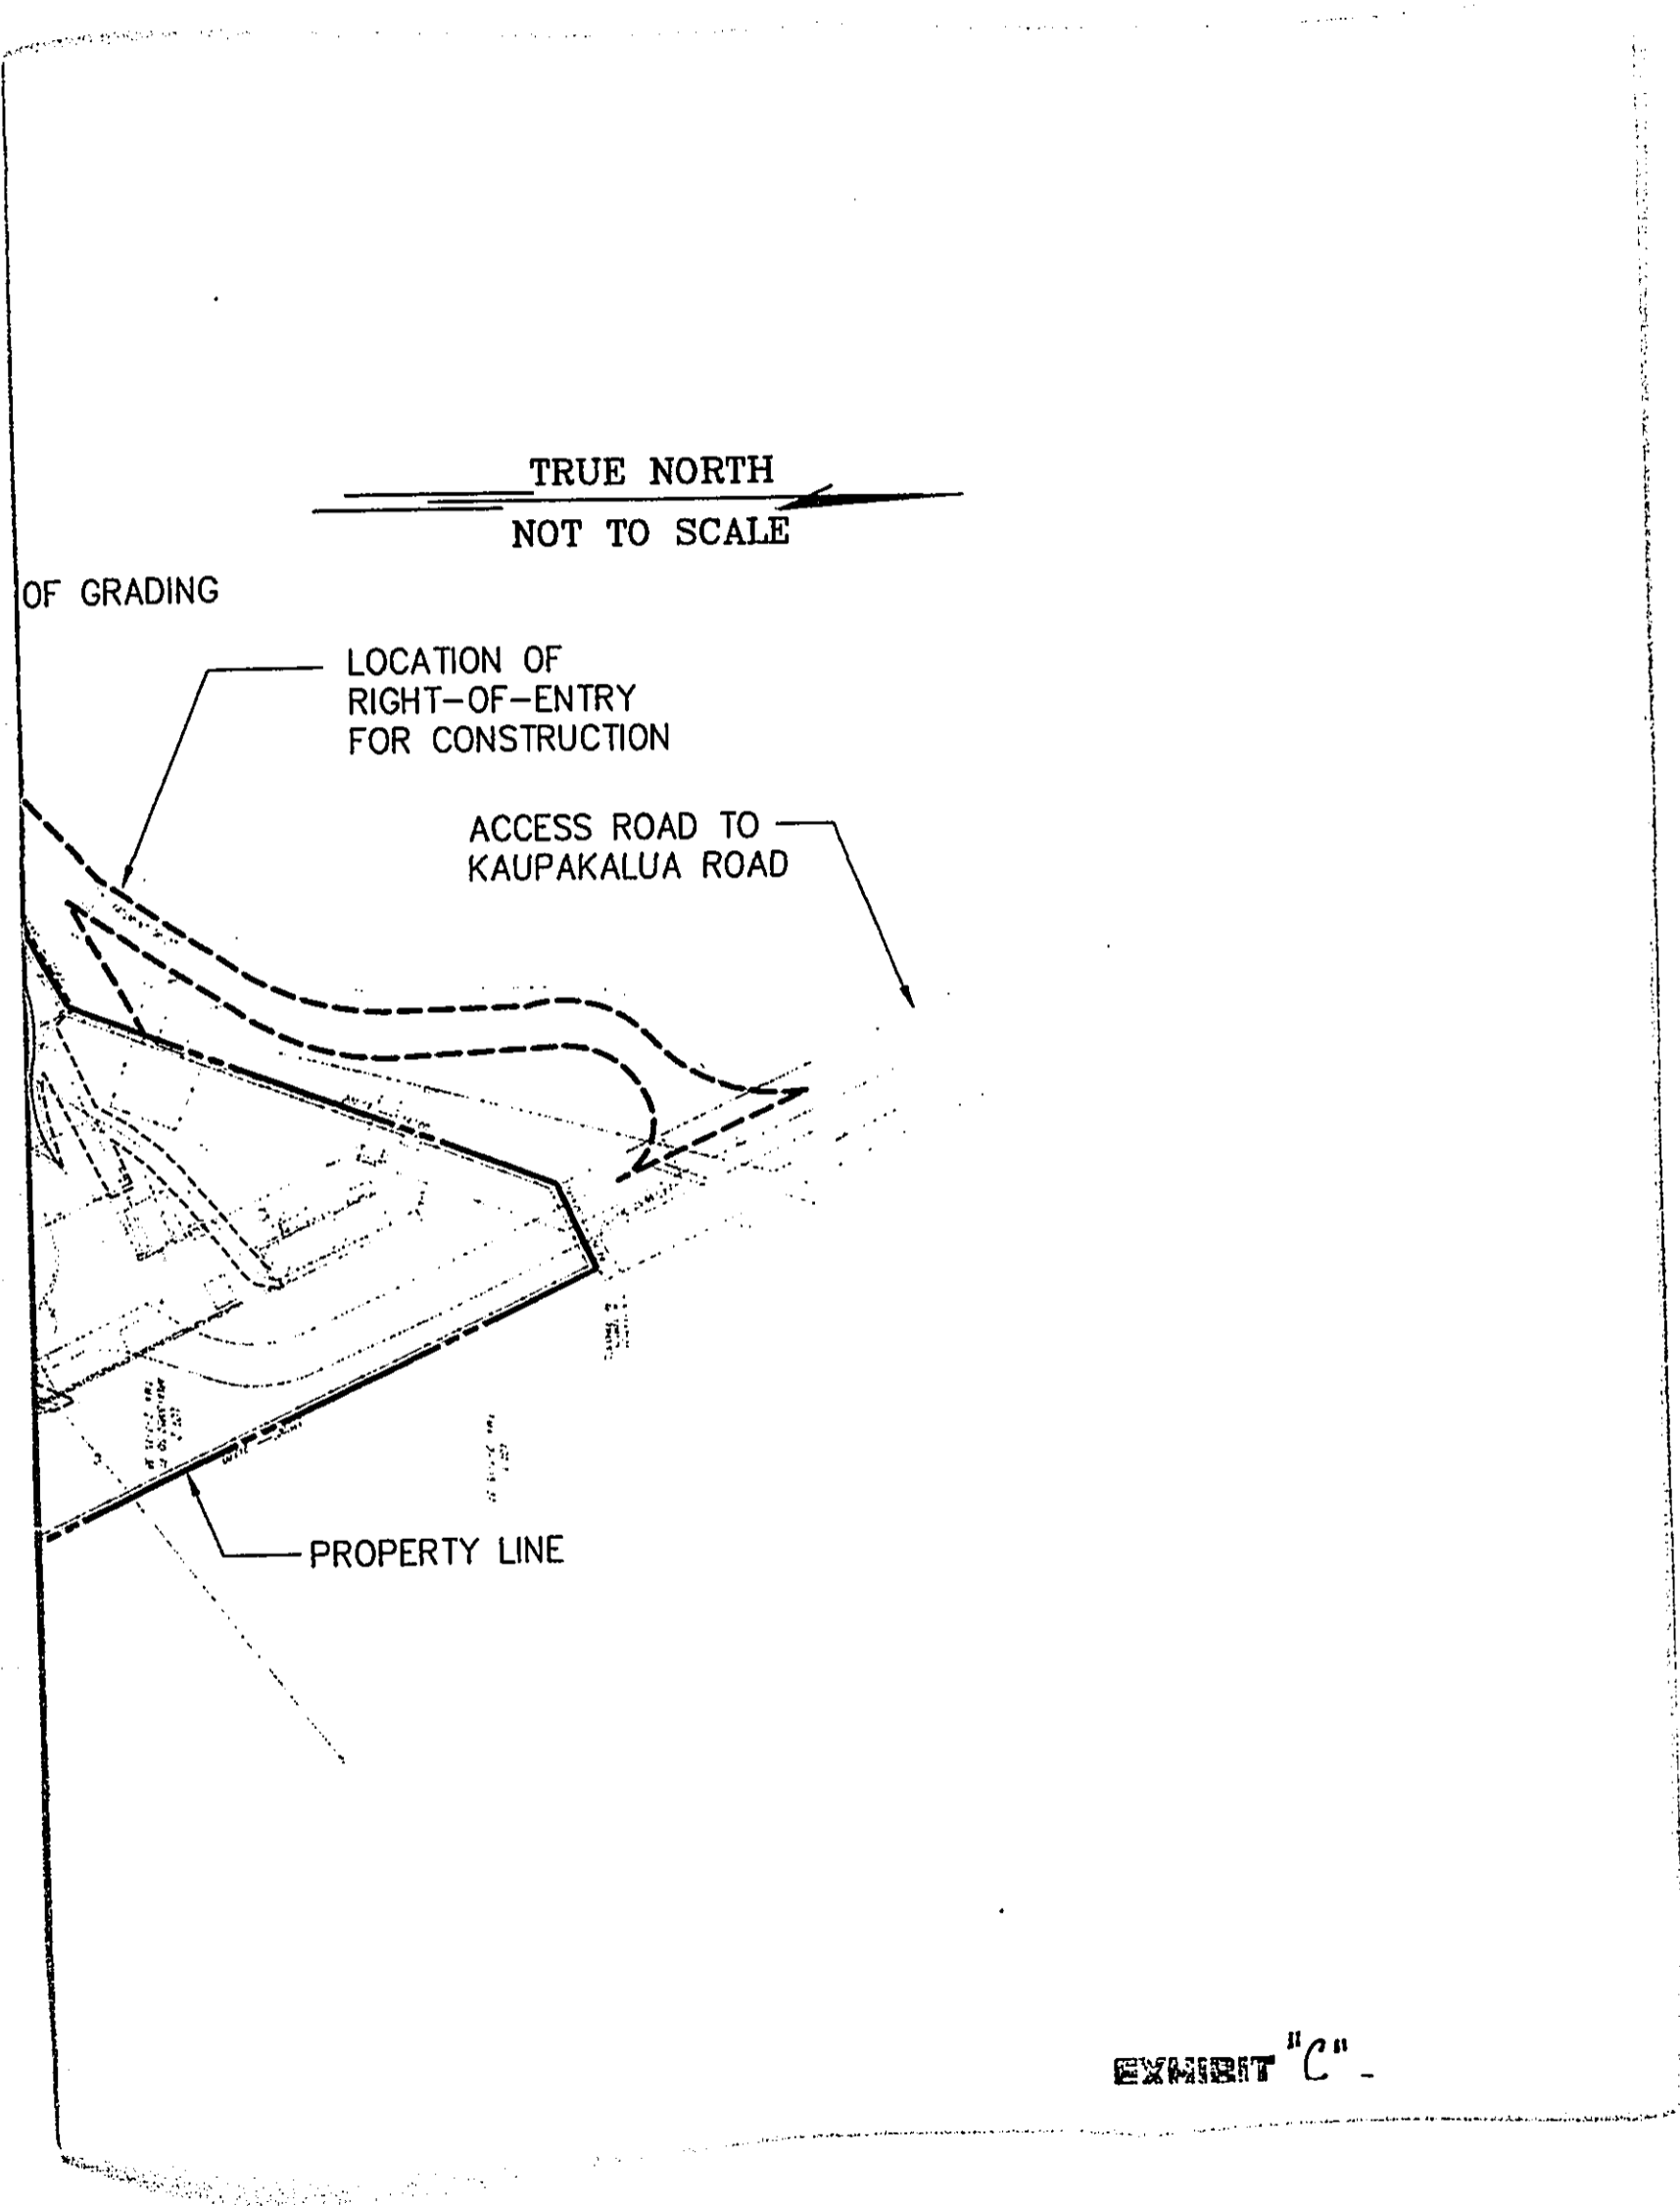 TRUE NORTH
NOT TO SCALE
OF GRADING
LOCATION OF
RIGHT-OF-ENTRY
FOR CONSTRUCTION
ACCESS ROAD TO
KAUPAKALUA ROAD
PROPERTY LINE
EXHIBIT "C"